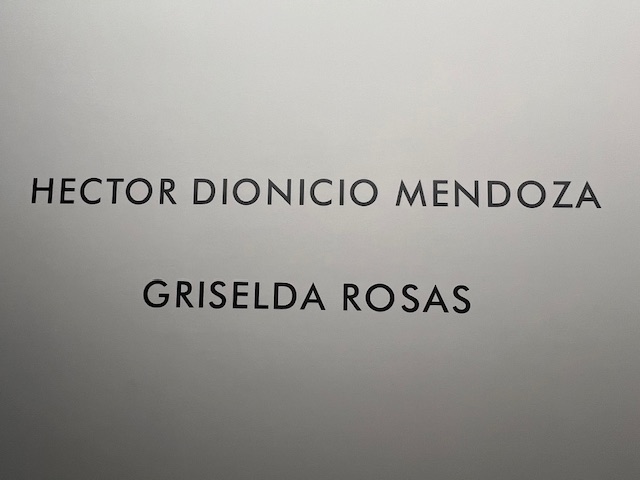 HECTOR DIONICIO MENDOZA
GRISELDA ROSAS